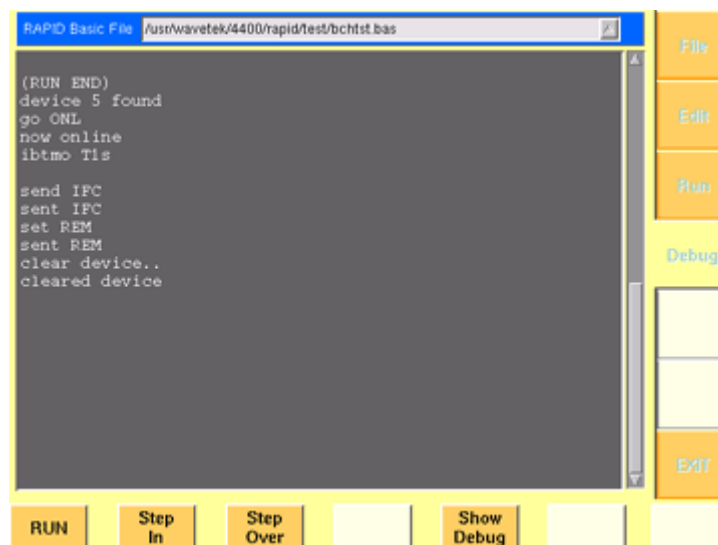 RAPID Basic File /usr/wavetek/4400/rapid/test/bchtst.bas
(RUN END)
device 5 found
go ONL
now online
ibtmo T1s
send IFC
sent IFC
set REM
sent REM
clear device..
cleared device
File
Edit
Run
Debug
EXIT
RUN
Step In
Step Over
Show Debug